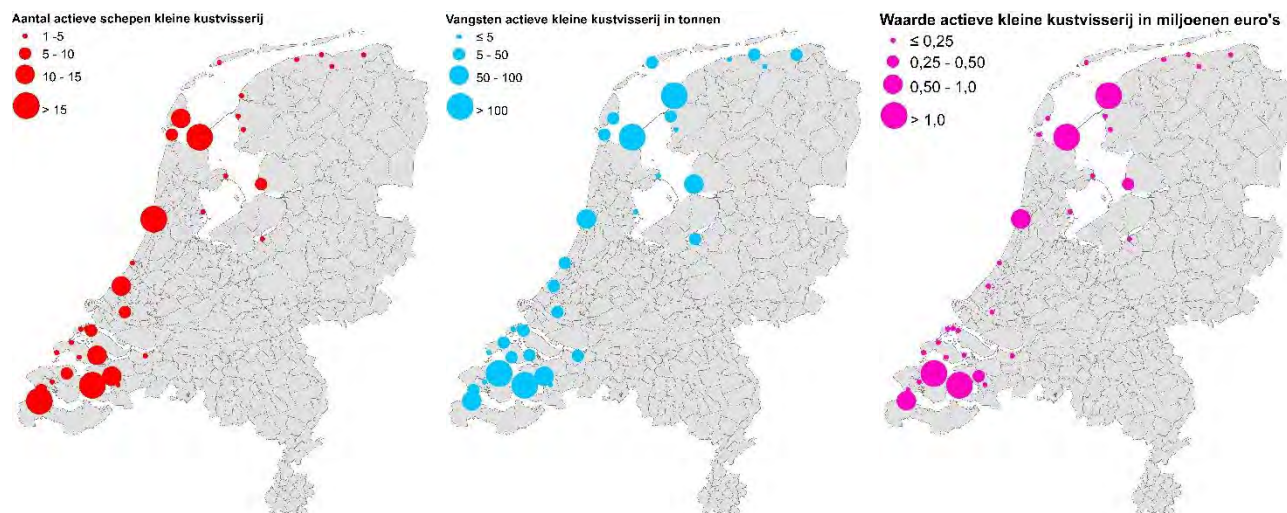 Aantal actieve schepen kleine kustvisserij
1 -5
5 - 10
10 - 15
> 15
Vangsten actieve kleine kustvisserij in tonnen
≤ 5
5 - 50
50 - 100
> 100
Waarde actieve kleine kustvisserij in miljoenen euro's
≤ 0,25
0,25 - 0,50
0,50 - 1,0
> 1,0